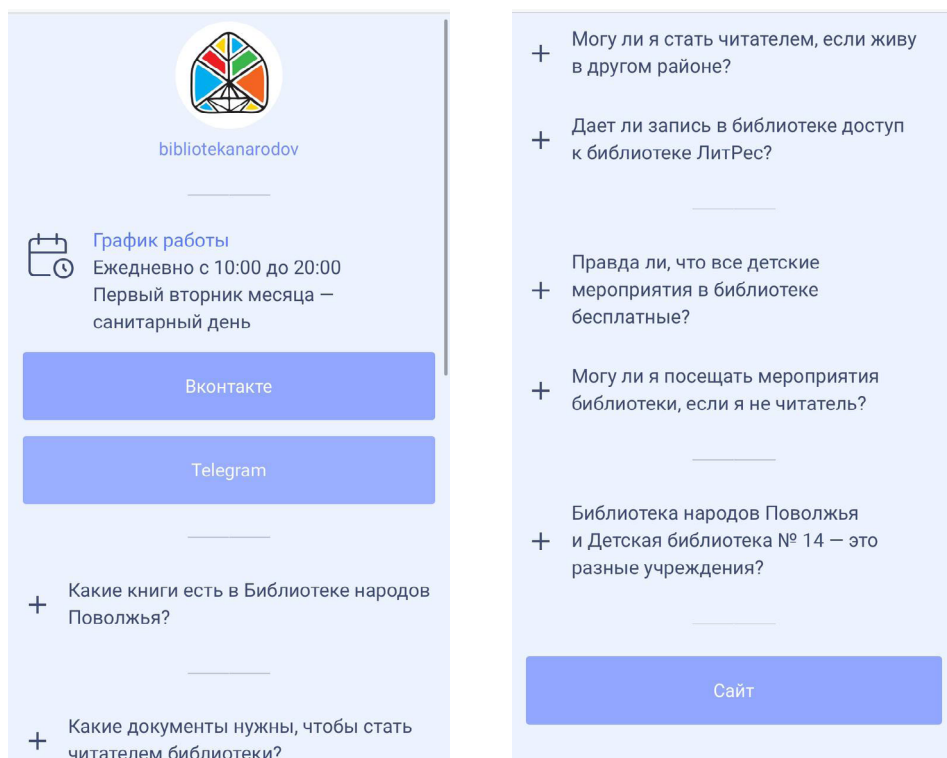 bibliotekanarodov
График работы
Ежедневно с 10:00 до 20:00
Первый вторник месяца —
санитарный день
Вконтакте
Telegram
Какие книги есть в Библиотеке народов
Поволжья?
Какие документы нужны, чтобы стать
читателем библиотеки?
Могу ли я стать читателем, если живу
в другом районе?
Дает ли запись в библиотеке доступ
к библиотеке ЛитРес?
Правда ли, что все детские
мероприятия в библиотеке
бесплатные?
Могу ли я посещать мероприятия
библиотеки, если я не читатель?
Библиотека народов Поволжья
и Детская библиотека № 14 — это
разные учреждения?
Сайт